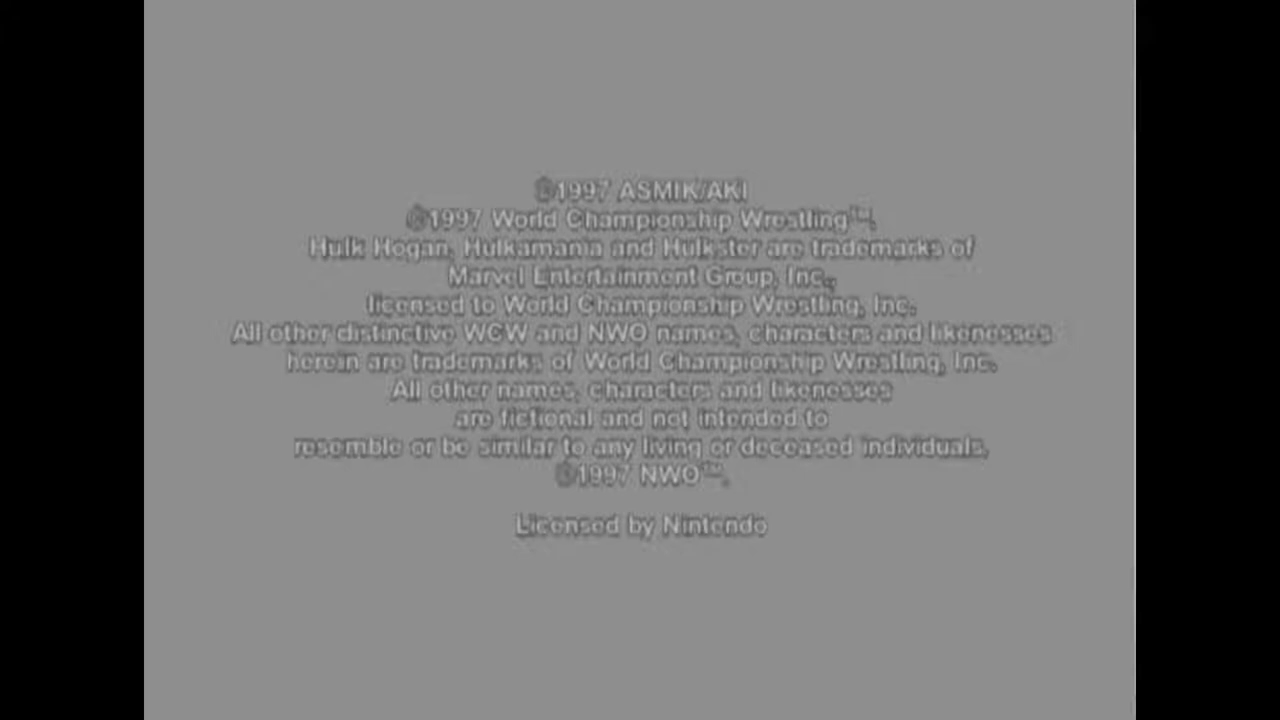 ©1997 ASMIK/AKI
©1997 World Championship Wrestling™.
Hulk Hogan, Hulkamania and Hulkster are trademarks of
Marvel Entertainment Group, Inc.,
licensed to World Championship Wrestling, Inc.
All other distinctive WCW and NWO names, characters and likenesses
herein are trademarks of World Championship Wrestling, Inc.
All other names, characters and likenesses
are fictional and not intended to
resemble or be similar to any living or deceased individuals.
©1997 NWO™.
Licensed by Nintendo